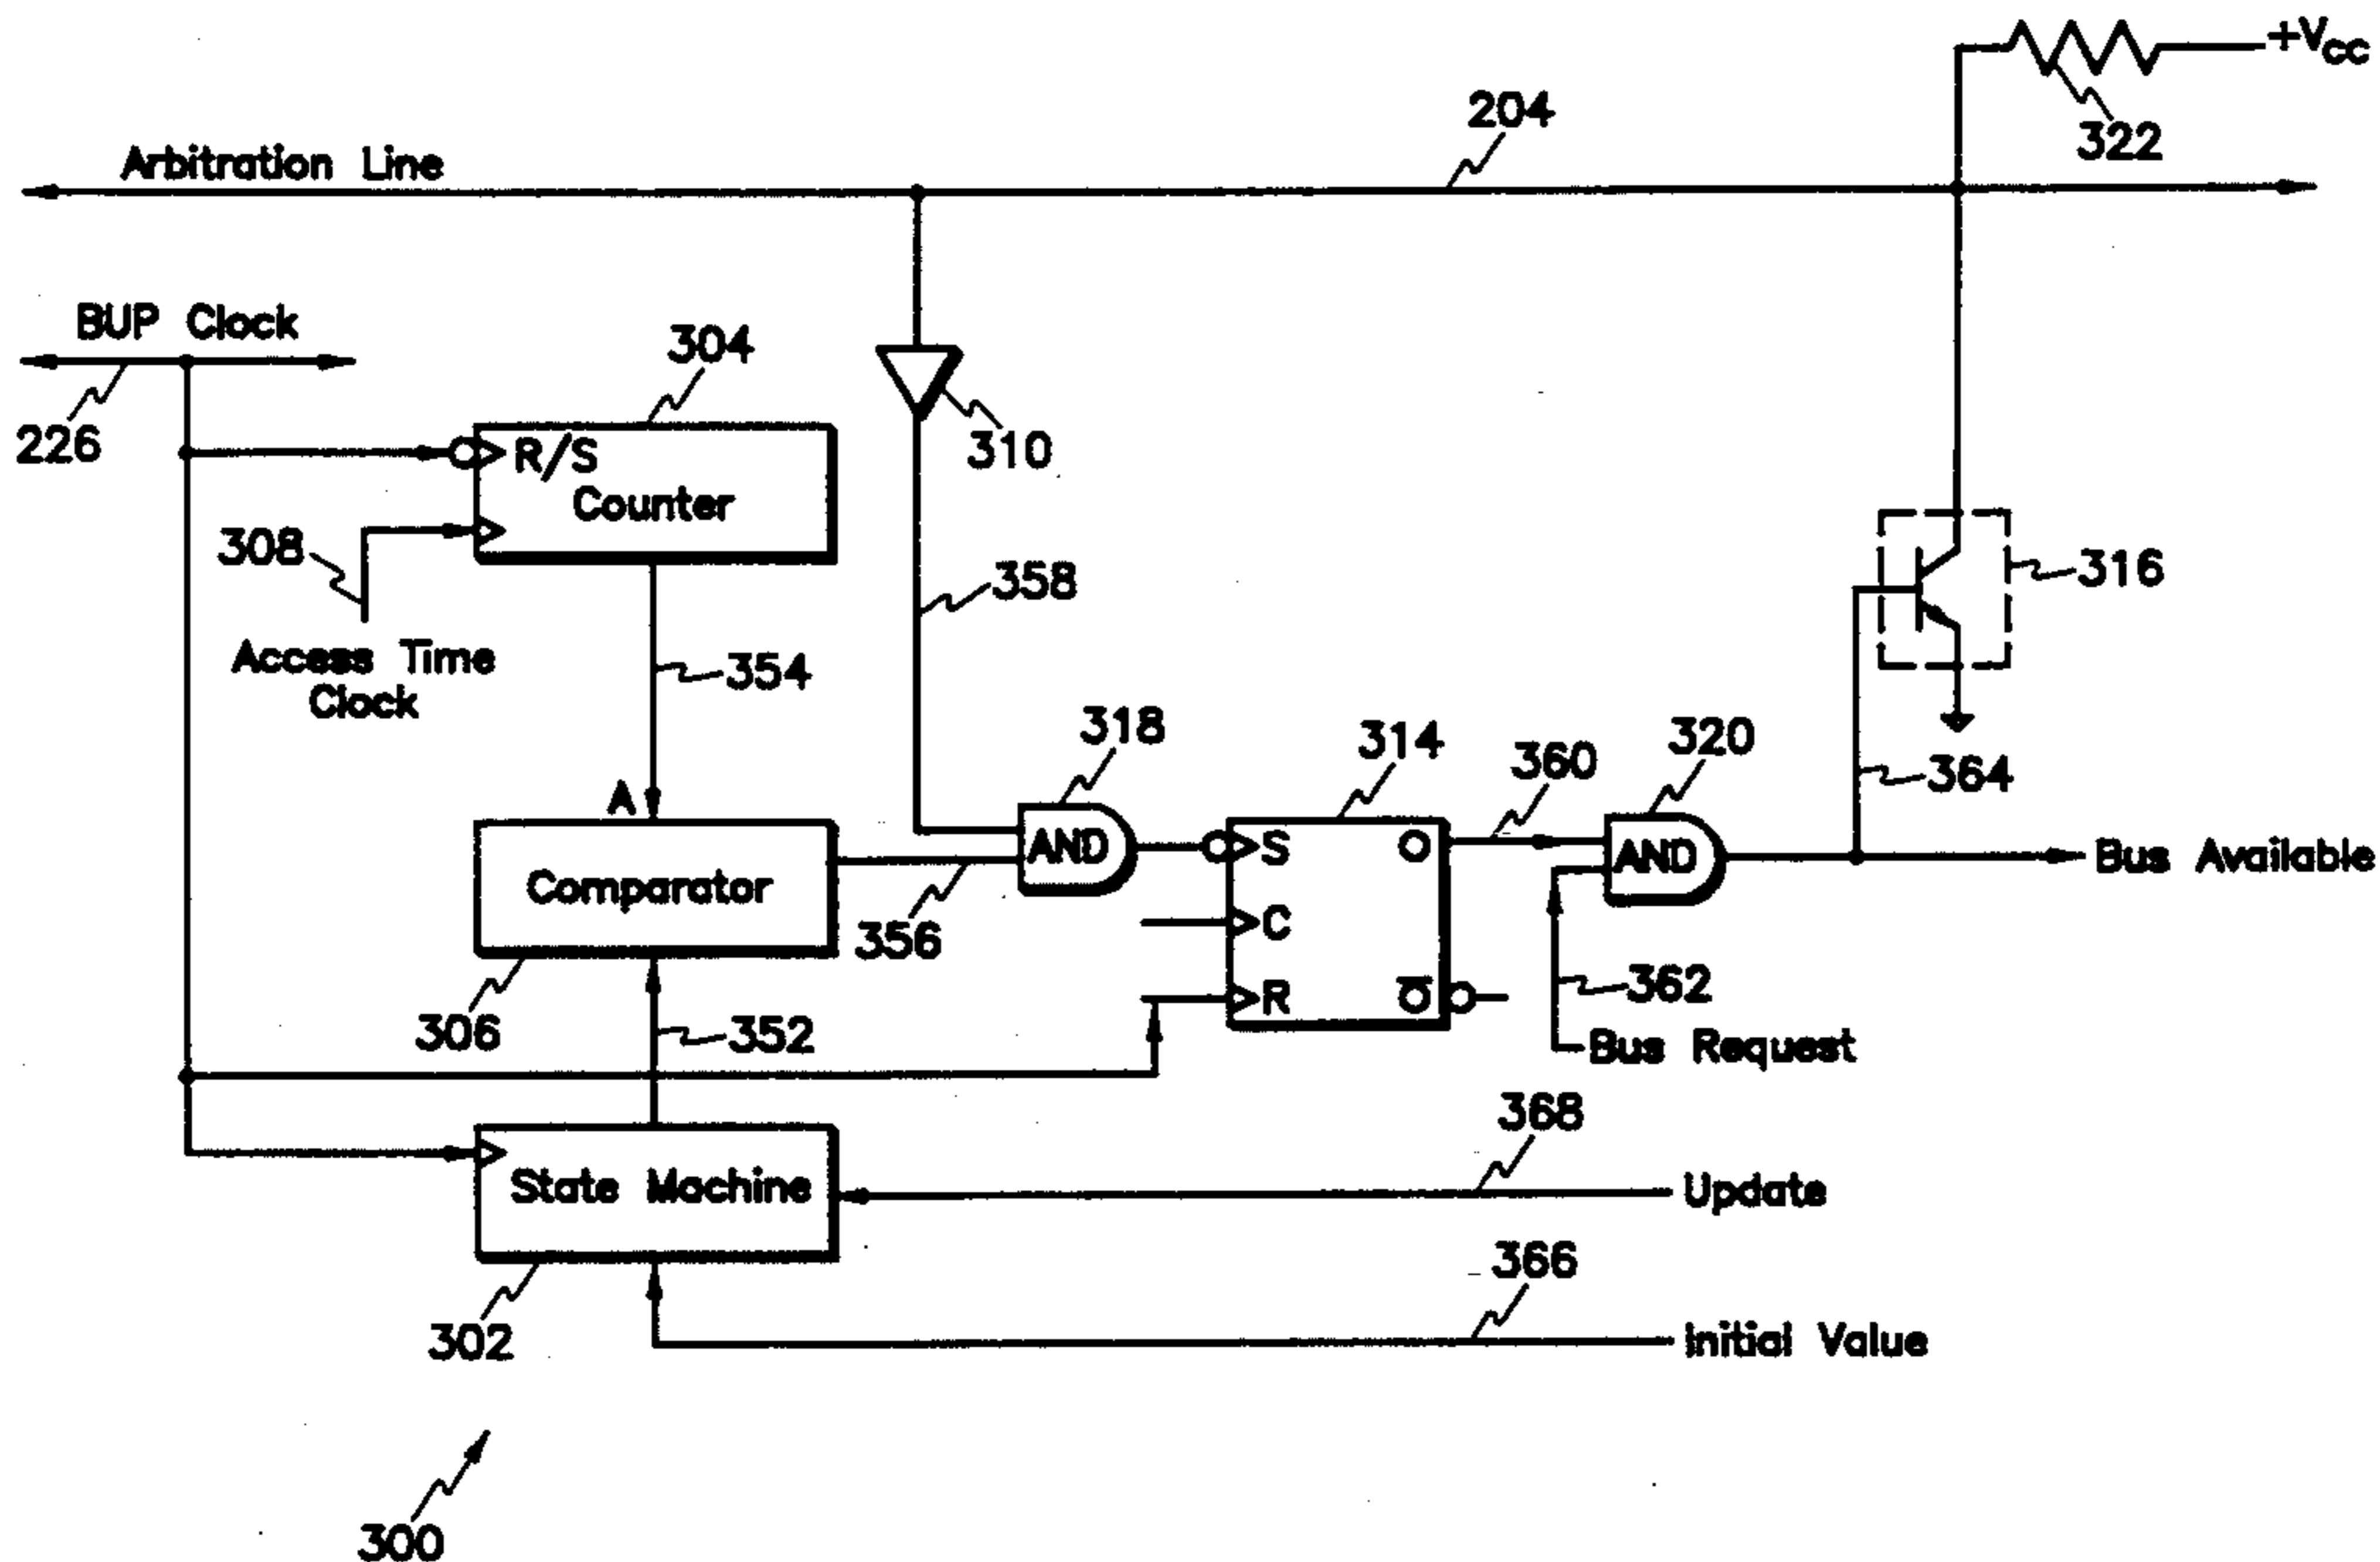 +Vcc
322
204
Arbitration Line
BUP Clock
226
304
R/S
Counter
310
308
Access Time
Clock
358
354
316
318
314
360
320
364
A
Comparator
AND
S
Q
AND
Bus Available
356
C
306
352
R
Q
362
Bus Request
368
State Machine
Update
366
302
Initial Value
300